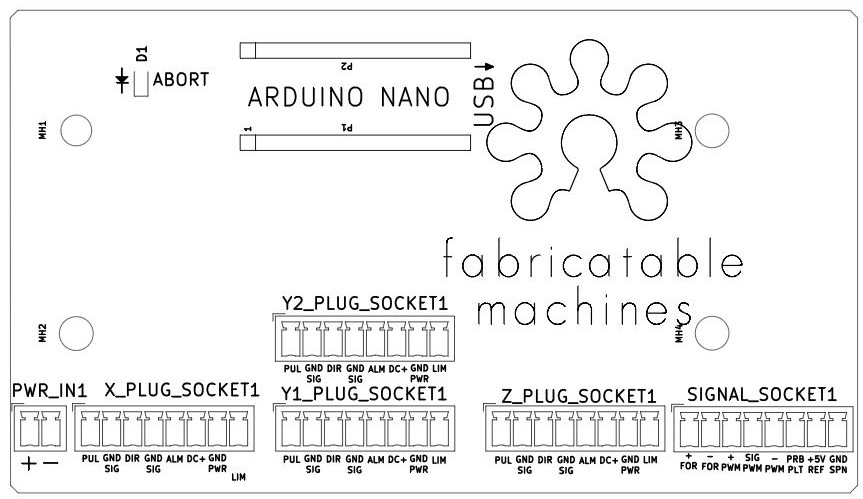 D1
ABORT
P2
ARDUINO NANO
USB
1
P1
MH1
MH3
fabricatable
machines
MH2
MH4
Y2_PLUG_SOCKET1
PUL GND SIG DIR GND SIG ALM DC+ GND PWR LIM
PWR_IN1
+ −
X_PLUG_SOCKET1
PUL GND SIG DIR GND SIG ALM DC+ GND PWR LIM
Y1_PLUG_SOCKET1
PUL GND SIG DIR GND SIG ALM DC+ GND PWR LIM
Z_PLUG_SOCKET1
PUL GND SIG DIR GND SIG ALM DC+ GND PWR LIM
SIGNAL_SOCKET1
+ FOR − FOR + PWM SIG PWM − PWM PRB PLT +5V REF GND SPN